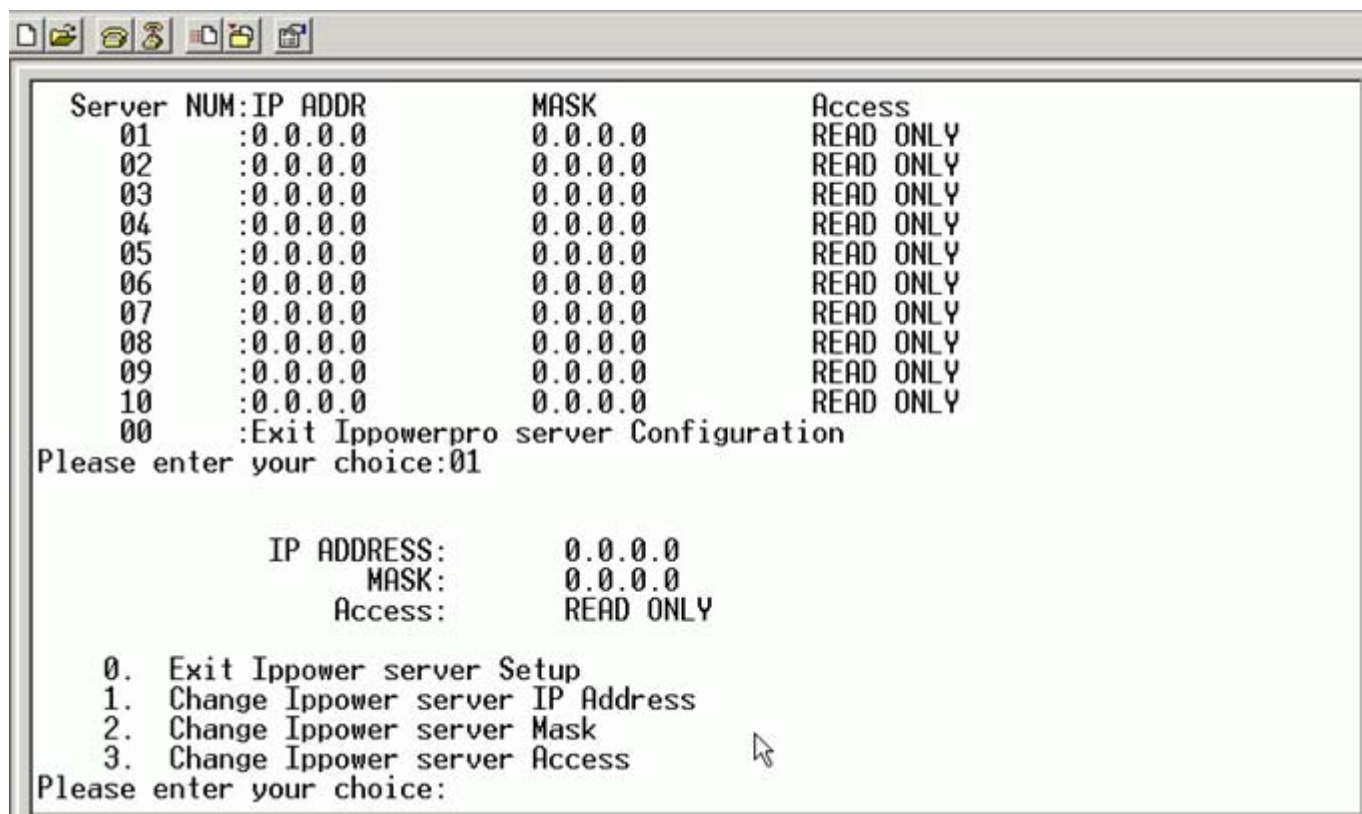 Server NUM:IP ADDR MASK Access
01 :0.0.0.0 0.0.0.0 READ ONLY
02 :0.0.0.0 0.0.0.0 READ ONLY
03 :0.0.0.0 0.0.0.0 READ ONLY
04 :0.0.0.0 0.0.0.0 READ ONLY
05 :0.0.0.0 0.0.0.0 READ ONLY
06 :0.0.0.0 0.0.0.0 READ ONLY
07 :0.0.0.0 0.0.0.0 READ ONLY
08 :0.0.0.0 0.0.0.0 READ ONLY
09 :0.0.0.0 0.0.0.0 READ ONLY
10 :0.0.0.0 0.0.0.0 READ ONLY
00 :Exit Ippowerpro server Configuration
Please enter your choice:01
IP ADDRESS: 0.0.0.0
MASK: 0.0.0.0
Access: READ ONLY
0. Exit Ippower server Setup
1. Change Ippower server IP Address
2. Change Ippower server Mask
3. Change Ippower server Access
Please enter your choice: